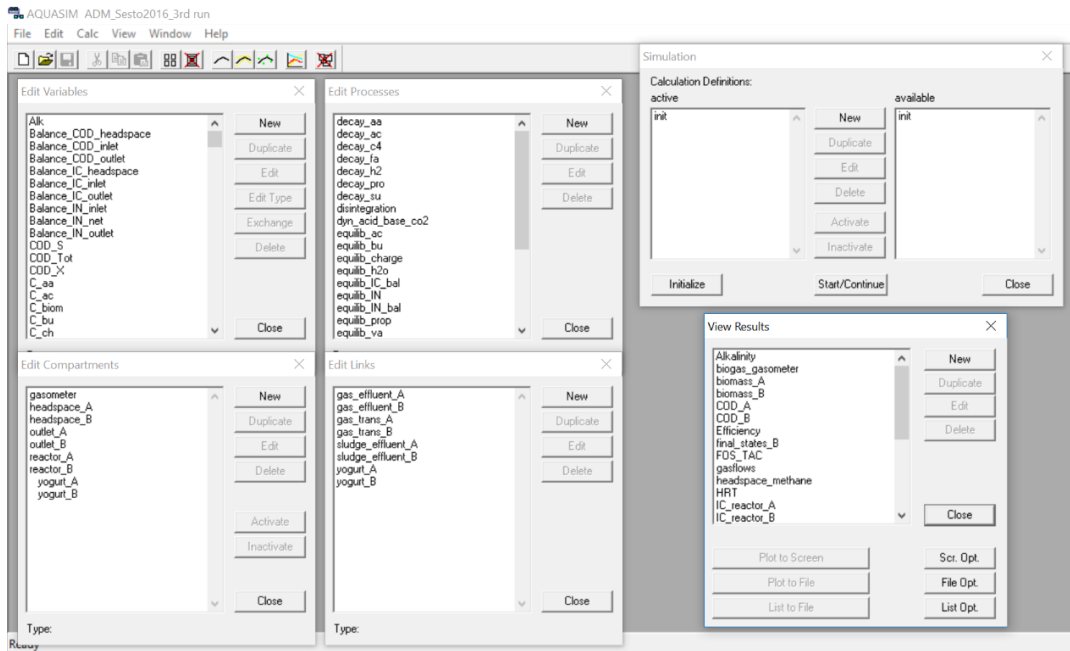 AQUASIM ADM_Sesto2016_3rd run
File Edit Calc View Window Help
Edit Variables
Alk
Balance_COD_headspace
Balance_COD_inlet
Balance_COD_outlet
Balance_IC_headspace
Balance_IC_inlet
Balance_IC_outlet
Balance_IN_inlet
Balance_IN_net
Balance_IN_outlet
COD_S
COD_Tot
COD_X
C_aa
C_ac
C_biom
C_bu
C_ch
New
Duplicate
Edit
Edit Type
Exchange
Delete
Close
Edit Processes
decay_aa
decay_ac
decay_c4
decay_fa
decay_h2
decay_pro
decay_su
disintegration
dyn_acid_base_co2
equilib_ac
equilib_bu
equilib_charge
equilib_h2o
equilib_IC_bal
equilib_IN
equilib_IN_bal
equilib_prop
equilib_va
New
Duplicate
Edit
Delete
Close
Simulation
Calculation Definitions:
active
available
init
New
Duplicate
Edit
Delete
Activate
Inactivate
init
Initialize
Start/Continue
Close
Edit Compartments
gasometer
headspace_A
headspace_B
outlet_A
outlet_B
reactor_A
reactor_B
yogurt_A
yogurt_B
New
Duplicate
Edit
Delete
Activate
Inactivate
Close
Type:
Edit Links
gas_effluent_A
gas_effluent_B
gas_trans_A
gas_trans_B
sludge_effluent_A
sludge_effluent_B
yogurt_A
yogurt_B
New
Duplicate
Edit
Delete
Close
Type:
View Results
Alkalinity
biogas_gasometer
biomass_A
biomass_B
COD_A
COD_B
Efficiency
final_states_B
FOS_TAC
gasflows
headspace_methane
HRT
IC_reactor_A
IC_reactor_B
New
Duplicate
Edit
Delete
Close
Plot to Screen
Scr. Opt.
Plot to File
File Opt.
List to File
List Opt.
Ready